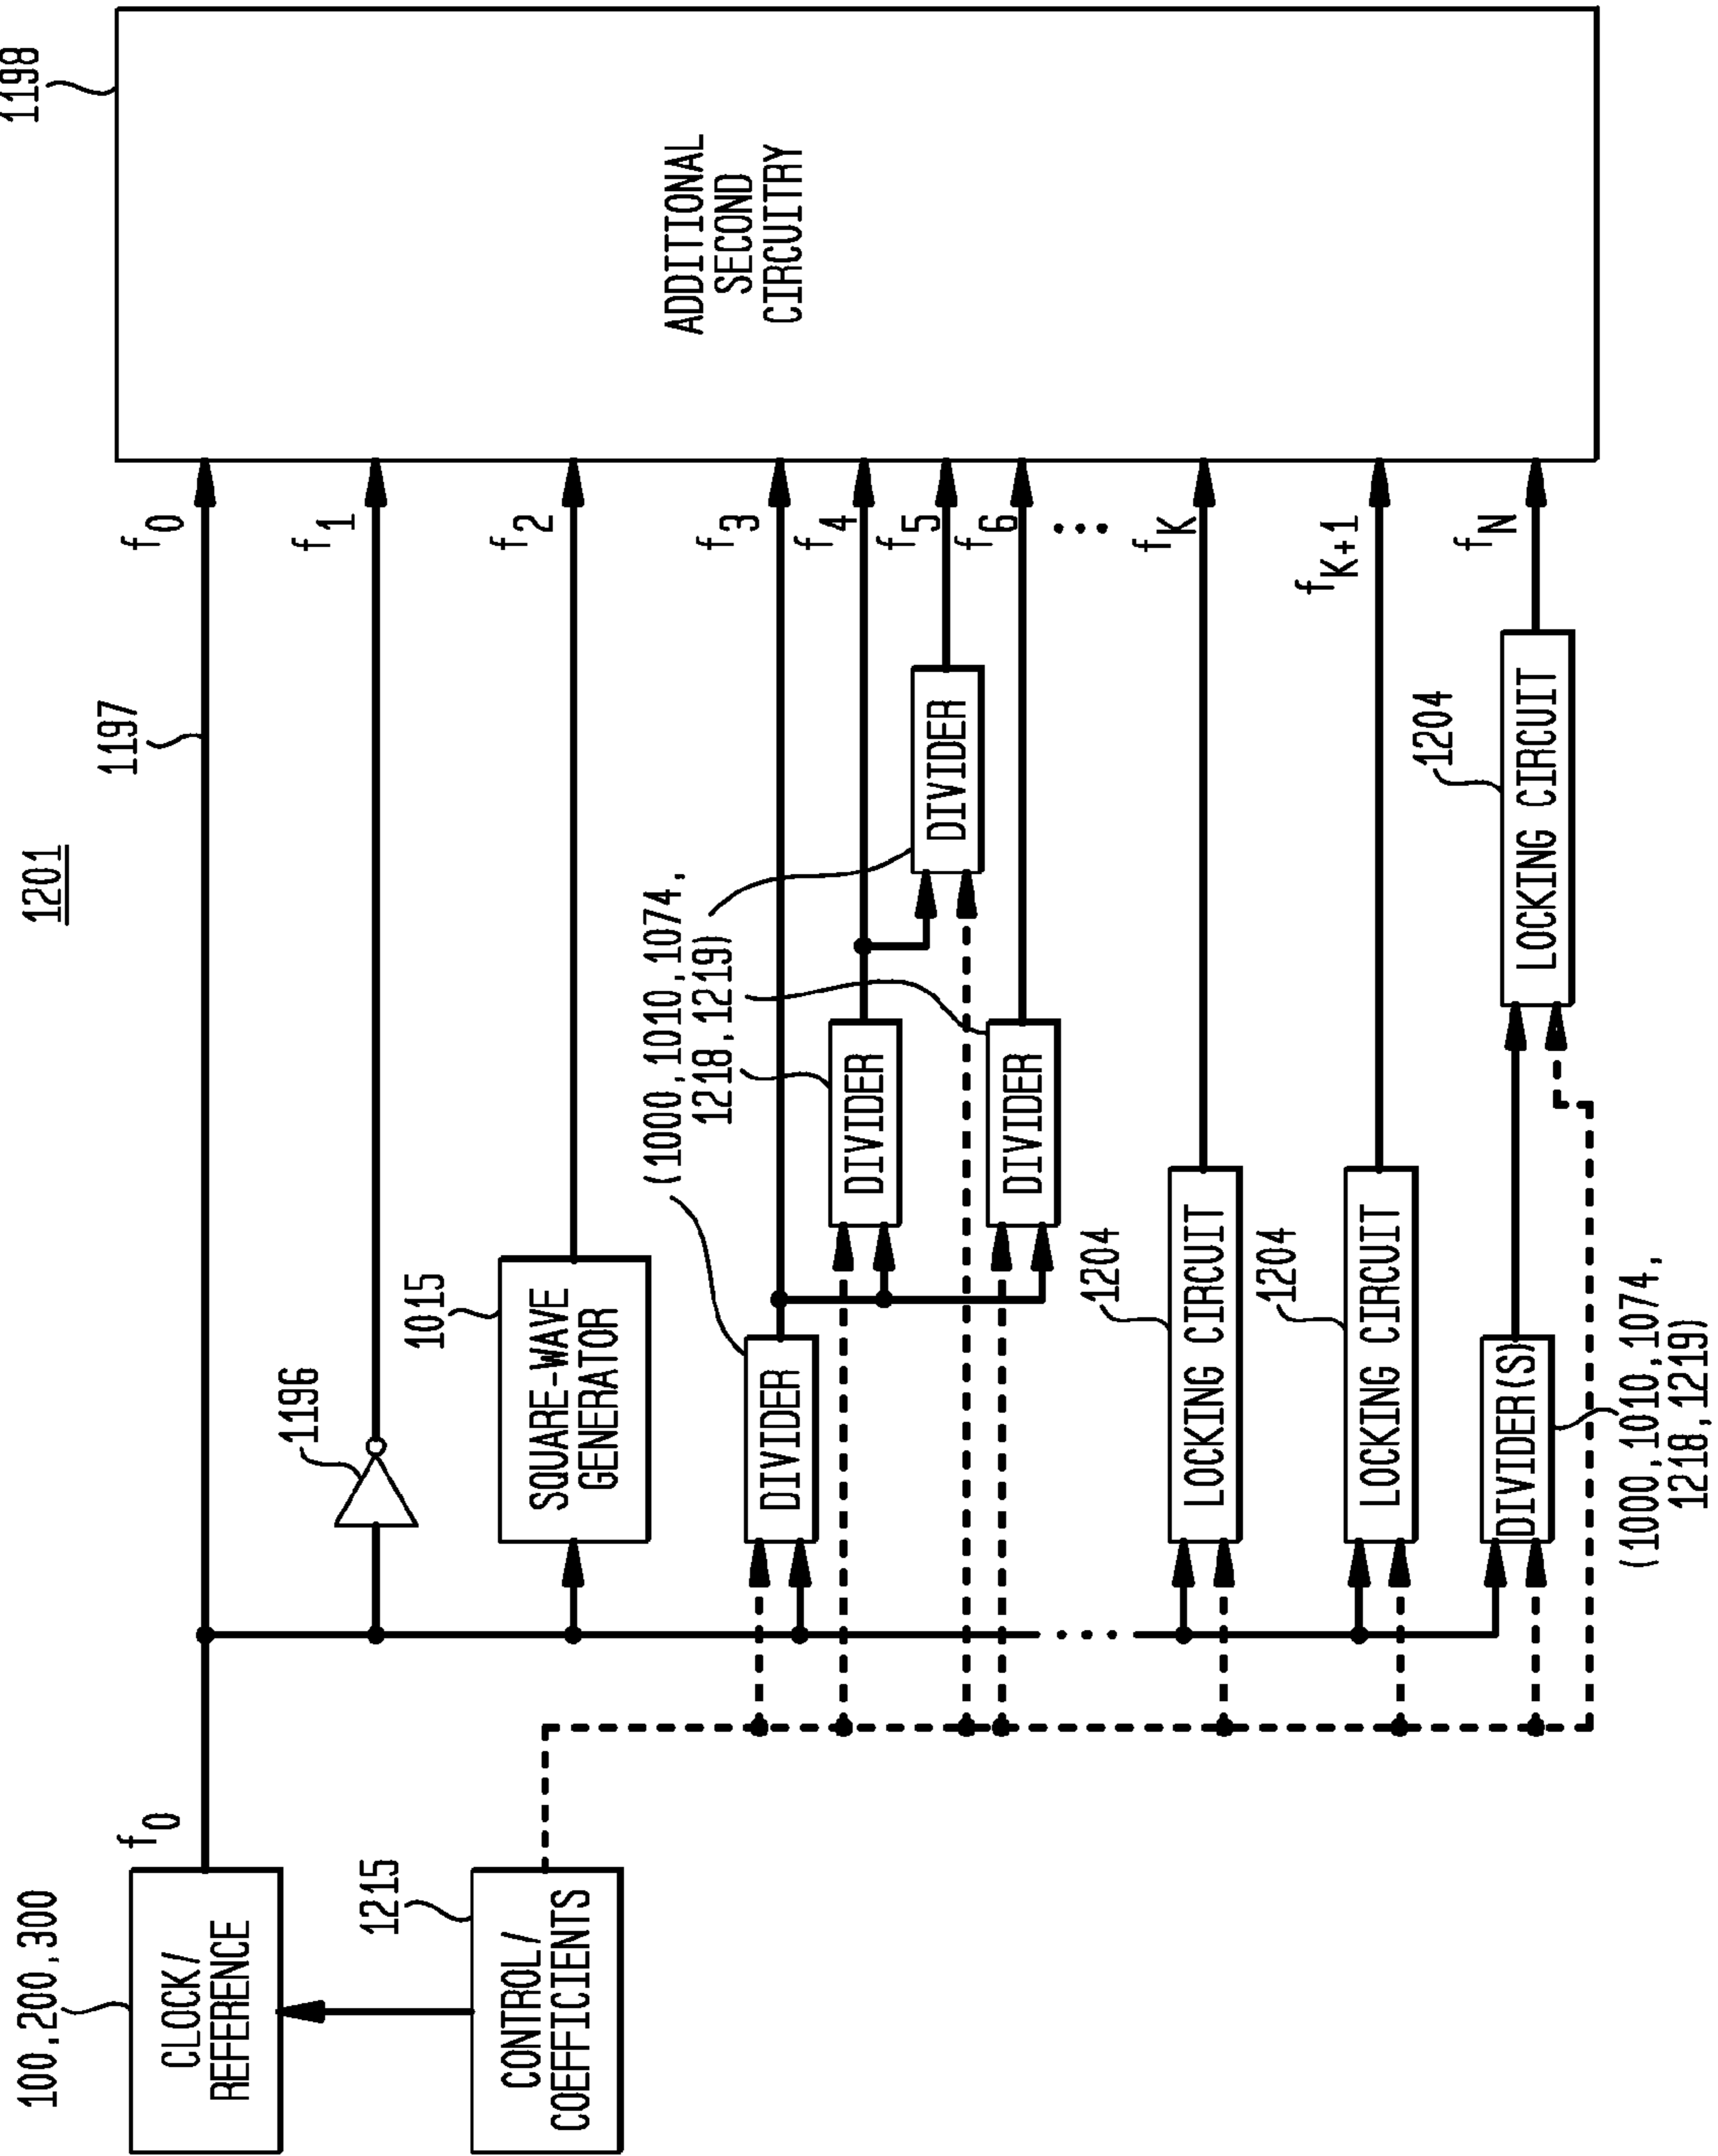 1201
100,200,300
CLOCK/
REFERENCE
f0
1197
f0
1198
ADDITIONAL
SECOND
CIRCUITRY
1196
f1
1215
CONTROL/
COEFFICIENTS
1015
SQUARE-WAVE
GENERATOR
f2
(1000,1010,1074,
1218,1219)
DIVIDER
f3
DIVIDER
f4
DIVIDER
f5
DIVIDER
f6
...
....
1204
LOCKING CIRCUIT
fK
1204
LOCKING CIRCUIT
fK+1
DIVIDER(S)
1204
LOCKING CIRCUIT
fN
(1000,1010,1074,
1218,1219)